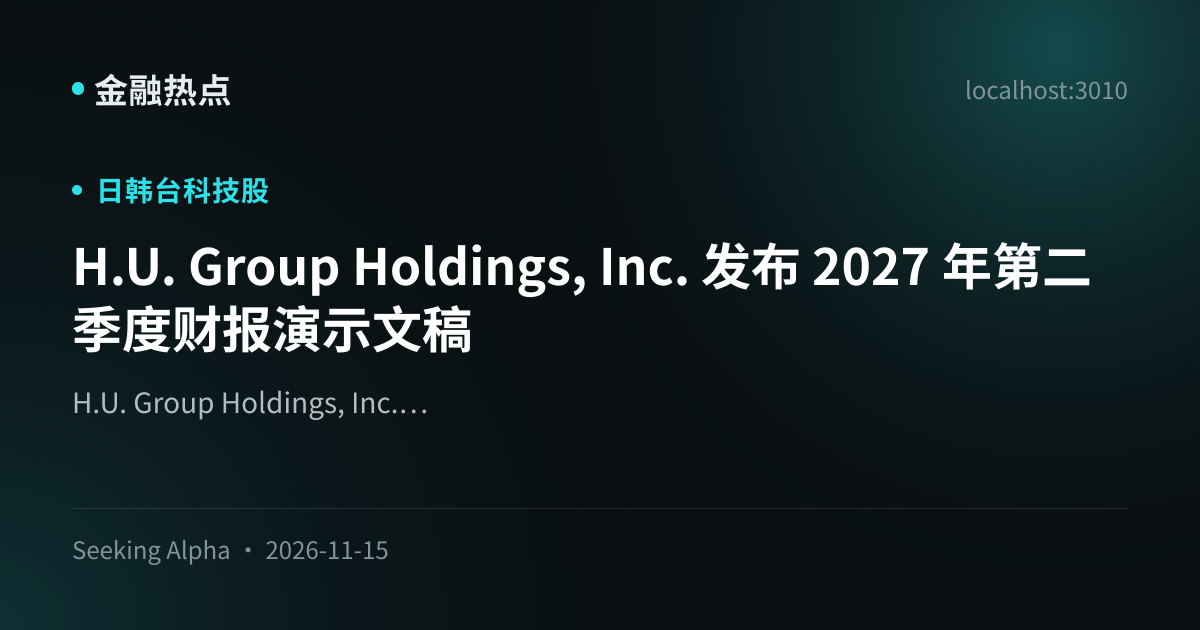 金融热点
localhost:3010
日韩台科技股
H.U. Group Holdings, Inc. 发布 2027 年第二
季度财报演示文稿
H.U. Group Holdings, Inc.…
Seeking Alpha · 2026-11-15